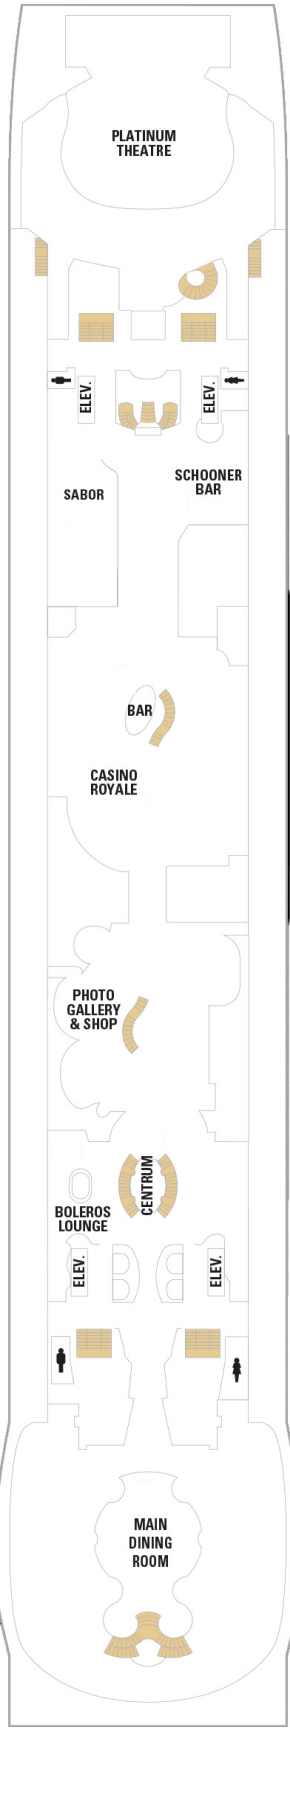 PLATINUM
THEATRE
ELEV.
ELEV.
SCHOONER
BAR
SABOR
BAR
CASINO
ROYALE
PHOTO
GALLERY
& SHOP
CENTRUM
BOLEROS
LOUNGE
ELEV.
ELEV.
MAIN
DINING
ROOM